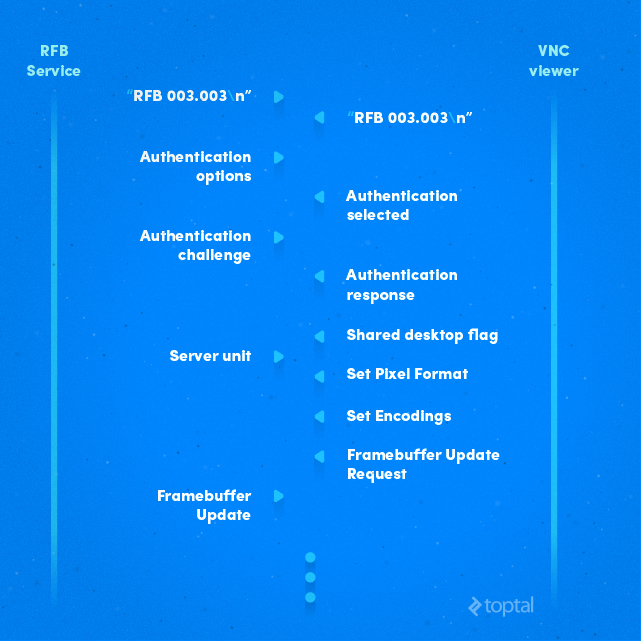 RFB
Service
VNC
viewer
"RFB 003.003\n"
"RFB 003.003\n"
Authentication
options
Authentication
selected
Authentication
challenge
Authentication
response
Shared desktop flag
Server unit
Set Pixel Format
Set Encodings
Framebuffer Update
Request
Framebuffer
Update
toptal